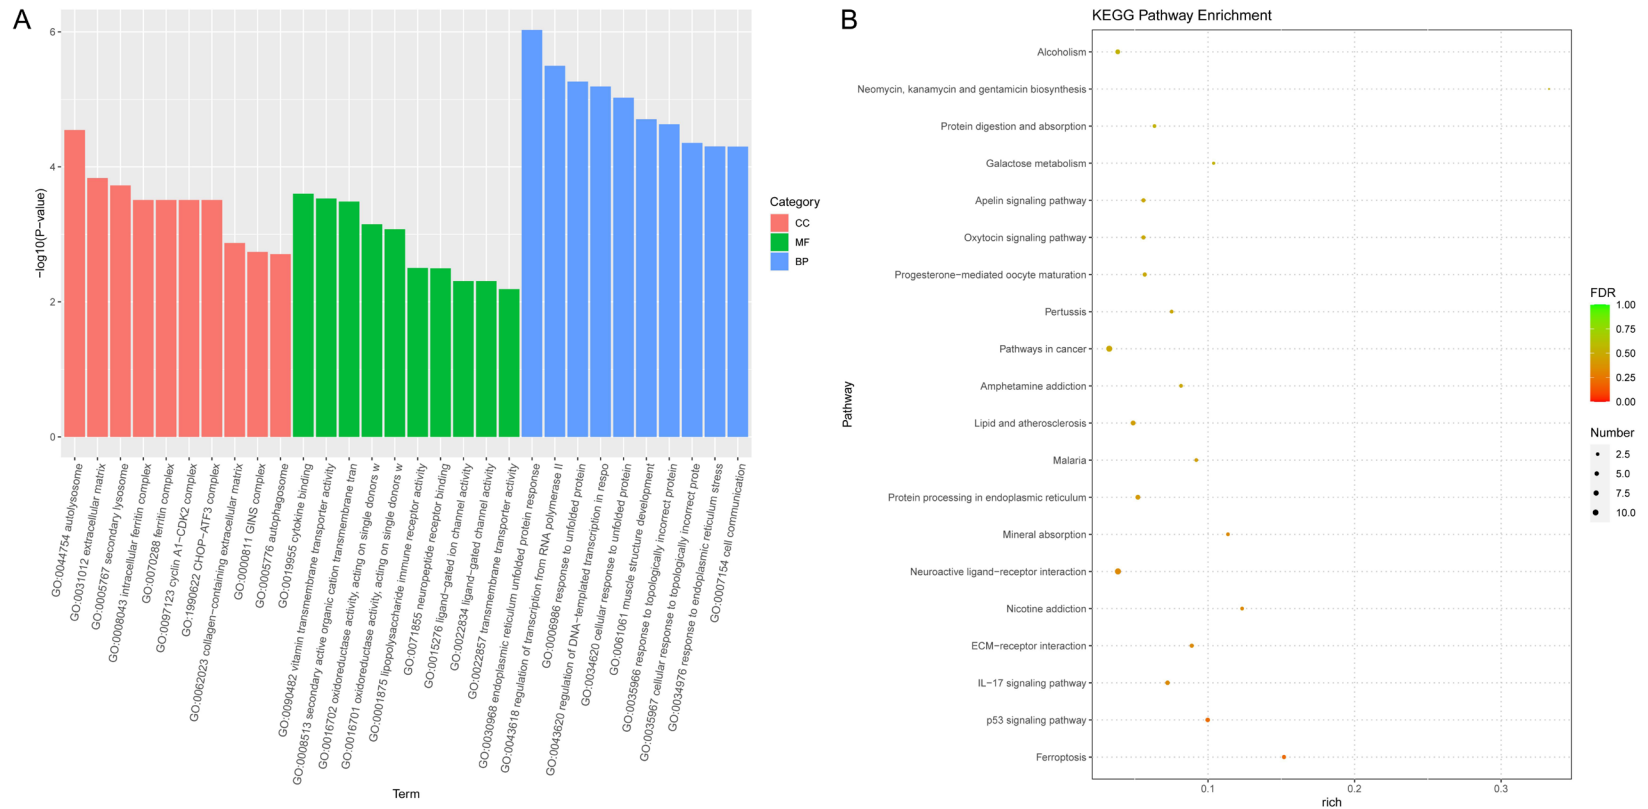 A
6
4
2
0
−log10(P−value)
GO:0044754 autolysosome
GO:0031012 extracellular matrix
GO:0005767 secondary lysosome
GO:0008043 intracellular ferritin complex
GO:0070288 ferritin complex
GO:0097123 cyclin A1−CDK2 complex
GO:1990622 CHOP−ATF3 complex
GO:0062023 collagen−containing extracellular matrix
GO:0000811 GINS complex
GO:0005776 autophagosome
GO:0019955 cytokine binding
GO:0090482 vitamin transmembrane transporter activity
GO:0008513 secondary active organic cation transmembrane tran
GO:0016702 oxidoreductase activity, acting on single donors w
GO:0016701 oxidoreductase activity, acting on single donors w
GO:0001875 lipopolysaccharide immune receptor activity
GO:0071855 neuropeptide receptor binding
GO:0015276 ligand−gated ion channel activity
GO:0022834 ligand−gated channel activity
GO:0022857 transmembrane transporter activity
GO:0030968 endoplasmic reticulum unfolded protein response
GO:0043618 regulation of transcription from RNA polymerase II
GO:0006986 response to unfolded protein
GO:0043620 regulation of DNA−templated transcription in respo
GO:0034620 cellular response to unfolded protein
GO:0061061 muscle structure development
GO:0035966 response to topologically incorrect protein
GO:0035967 cellular response to topologically incorrect prote
GO:0034976 response to endoplasmic reticulum stress
GO:0007154 cell communication
Term
Category
CC
MF
BP
B
KEGG Pathway Enrichment
Pathway
Alcoholism
Neomycin, kanamycin and gentamicin biosynthesis
Protein digestion and absorption
Galactose metabolism
Apelin signaling pathway
Oxytocin signaling pathway
Progesterone−mediated oocyte maturation
Pertussis
Pathways in cancer
Amphetamine addiction
Lipid and atherosclerosis
Malaria
Protein processing in endoplasmic reticulum
Mineral absorption
Neuroactive ligand−receptor interaction
Nicotine addiction
ECM−receptor interaction
IL−17 signaling pathway
p53 signaling pathway
Ferroptosis
0.1
0.2
0.3
rich
FDR
1.00
0.75
0.50
0.25
0.00
Number
2.5
5.0
7.5
10.0